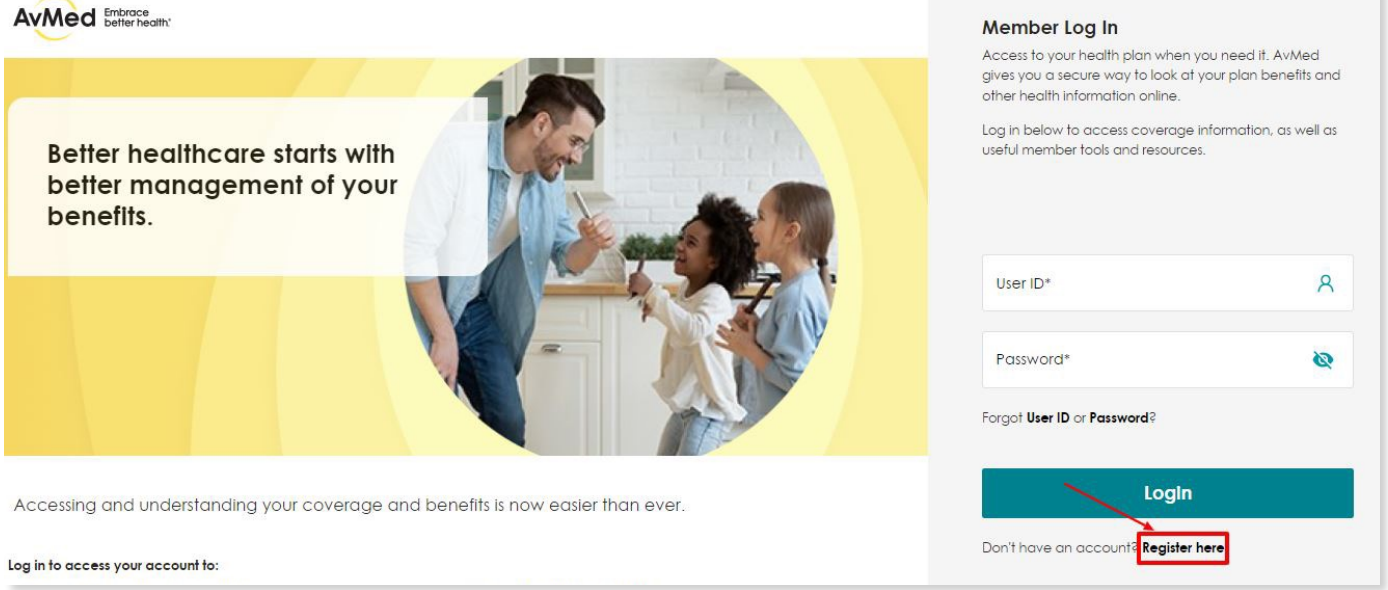 AvMed Embrace
better health.
Better healthcare starts with
better management of your
benefits.
Accessing and understanding your coverage and benefits is now easier than ever.
Log in to access your account to:
Member Log In
Access to your health plan when you need it. AvMed
gives you a secure way to look at your plan benefits and
other health information online.
Log in below to access coverage information, as well as
useful member tools and resources.
User ID*
Password*
Forgot User ID or Password?
Login
Don't have an account? Register here